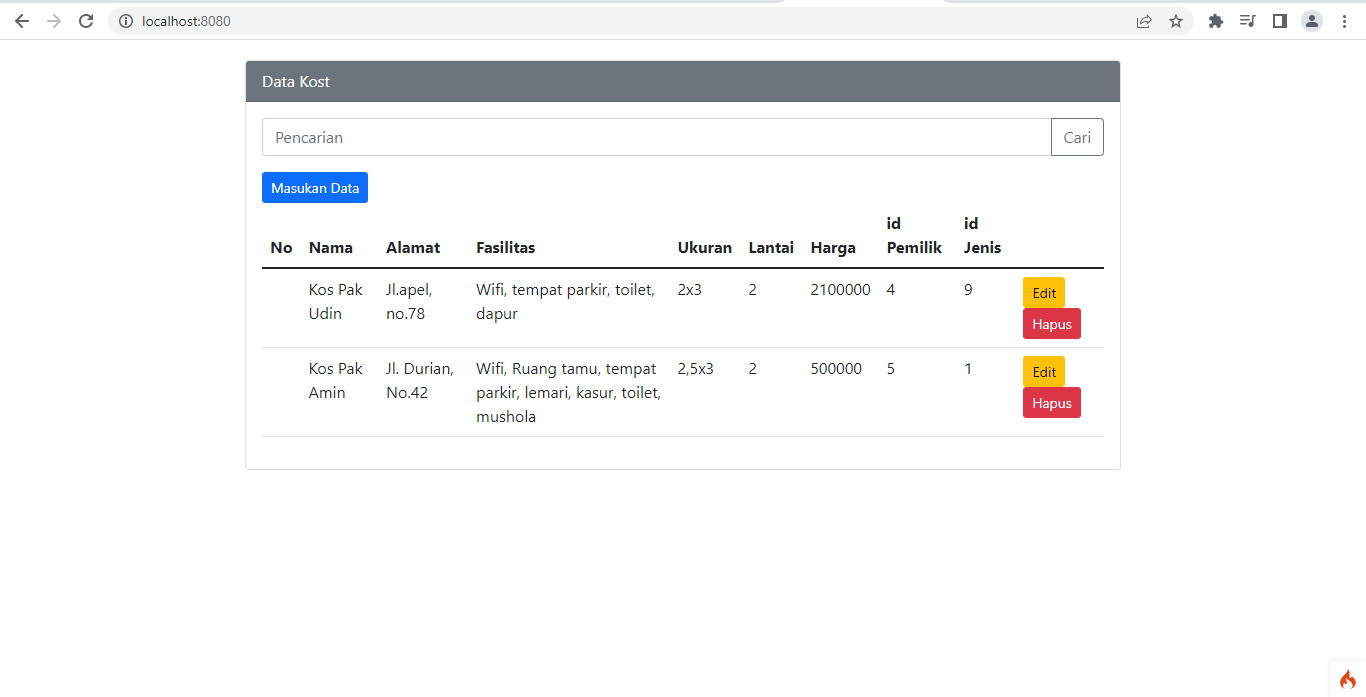 localhost:8080
Data Kost
Pencarian Cari
Masukan Data
No Nama Alamat Fasilitas Ukuran Lantai Harga id Pemilik id Jenis
Kos Pak Udin Jl.apel, no.78 Wifi, tempat parkir, toilet, dapur 2x3 2 2100000 4 9 Edit Hapus
Kos Pak Amin Jl. Durian, No.42 Wifi, Ruang tamu, tempat parkir, lemari, kasur, toilet, mushola 2,5x3 2 500000 5 1 Edit Hapus